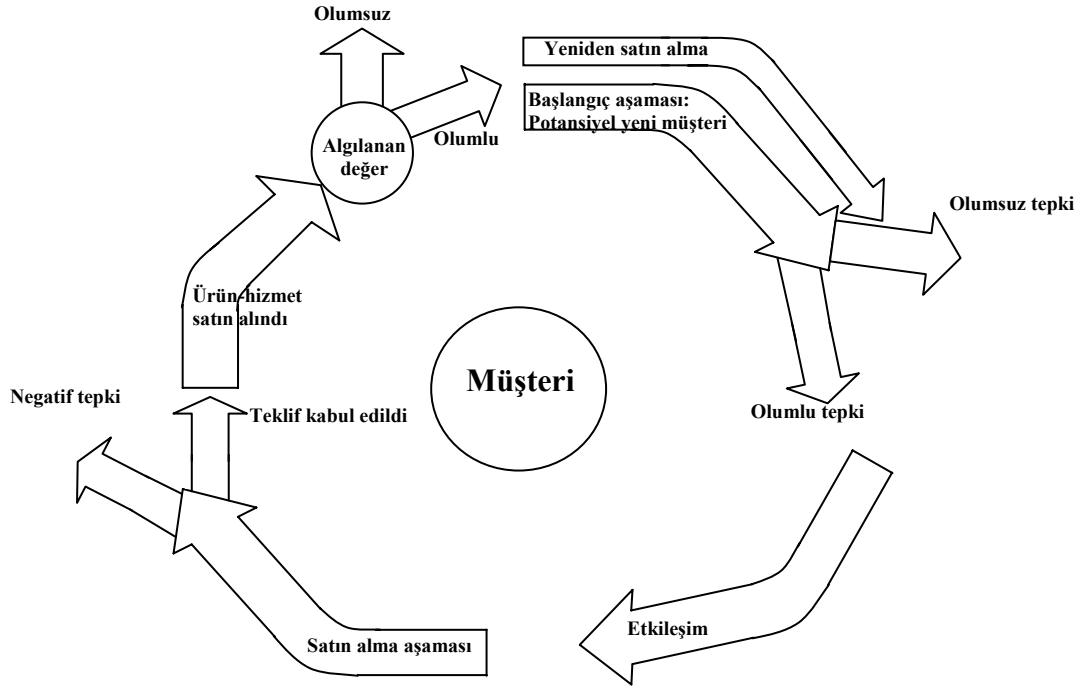 Olumsuz
Yeniden satın alma
Başlangıç aşaması:
Potansiyel yeni müşteri
Olumlu
Algılanan
değer
Olumsuz tepki
Ürün-hizmet
satın alındı
Müşteri
Negatif tepki
Teklif kabul edildi
Olumlu tepki
Etkileşim
Satın alma aşaması